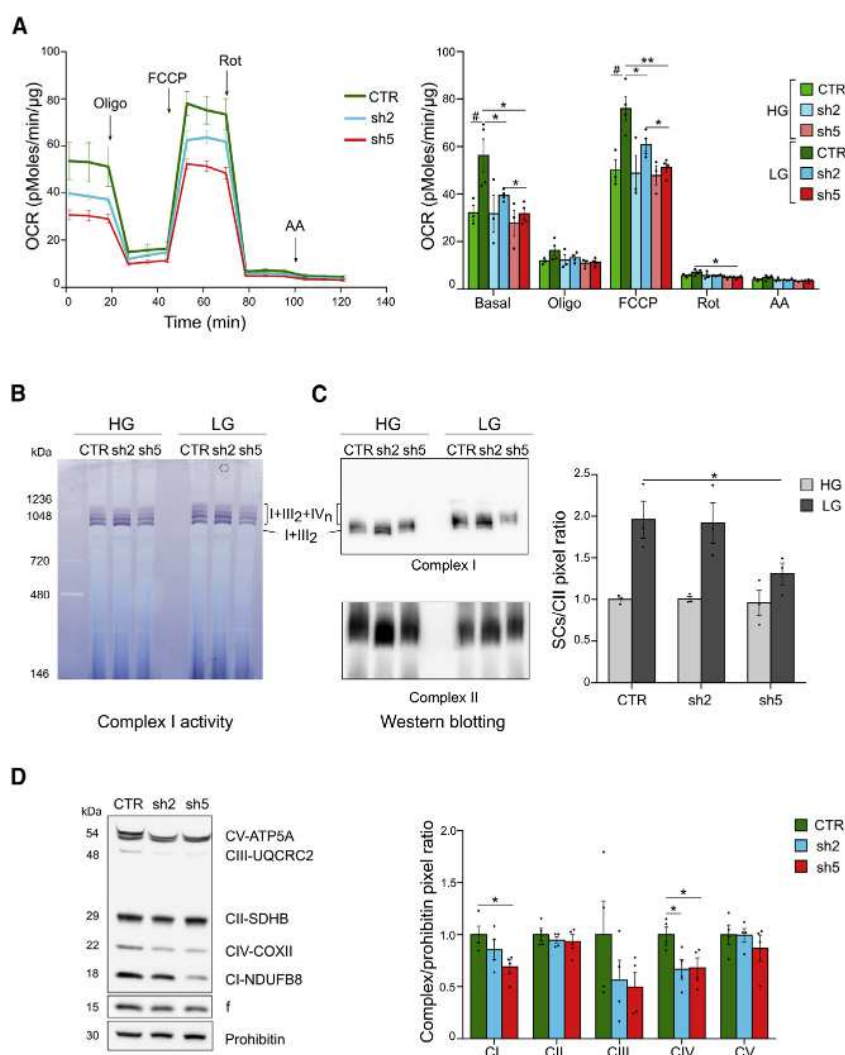 A
OCR (pMoles/min/µg)
100
80
60
40
20
0
Oligo
FCCP
Rot
AA
CTR
sh2
sh5
0 20 40 60 80 100 120 140
Time (min)
OCR (pMoles/min/µg)
100
80
60
40
20
0
# * *
# * **
*
*
*
HG
CTR
sh2
sh5
LG
CTR
sh2
sh5
Basal Oligo FCCP Rot AA
B
HG LG
kDa
CTR sh2 sh5 CTR sh2 sh5
1236
1048
720
480
146
I+III2+IVn
I+III2
Complex I activity
C
HG LG
CTR sh2 sh5 CTR sh2 sh5
Complex I
Complex II
Western blotting
SCs/CII pixel ratio
2.5
2.0
1.5
1.0
0.5
0
*
HG
LG
CTR sh2 sh5
D
CTR sh2 sh5
kDa
54 CV-ATP5A
48 CIII-UQCRC2
29 CII-SDHB
22 CIV-COXII
18 CI-NDUFB8
15 f
30 Prohibitin
Complex/prohibitin pixel ratio
2.0
1.5
1.0
0.5
0
*
*
*
CTR
sh2
sh5
CI CII CIII CIV CV